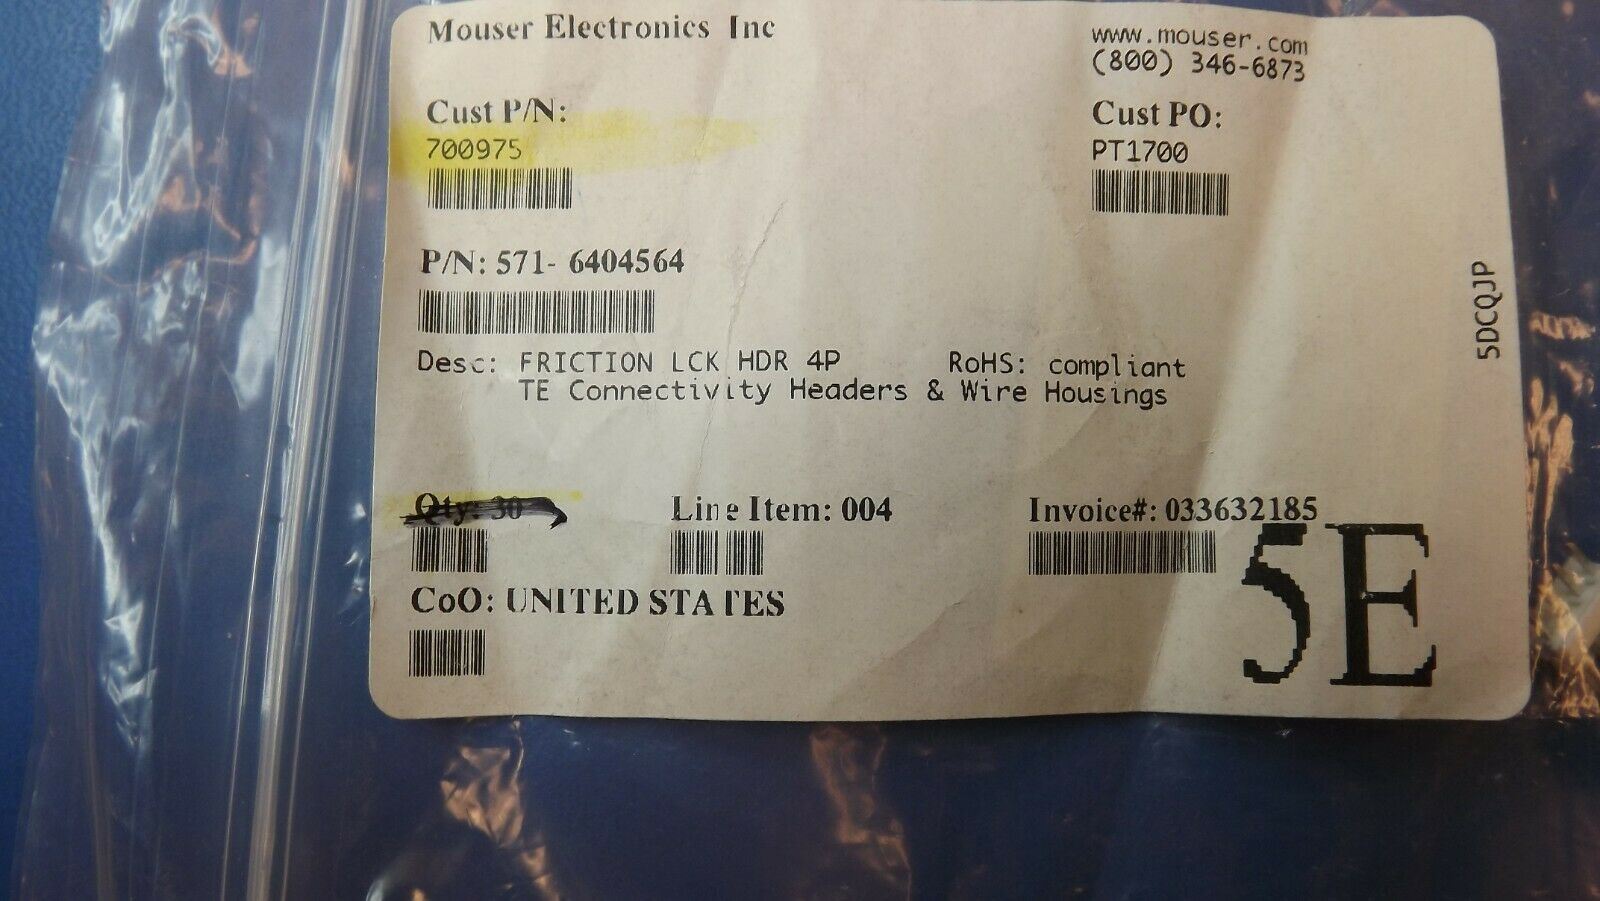 Mouser Electronics Inc
www.mouser.com
(800) 346-6873
Cust P/N:
700975
Cust PO:
PT1700
P/N: 571- 6404564
Desc: FRICTION LCK HDR 4P RoHS: compliant
TE Connectivity Headers & Wire Housings
5DCQJP
Qty: 30
Line Item: 004
Invoice#: 033632185
5E
CoO: UNITED STATES